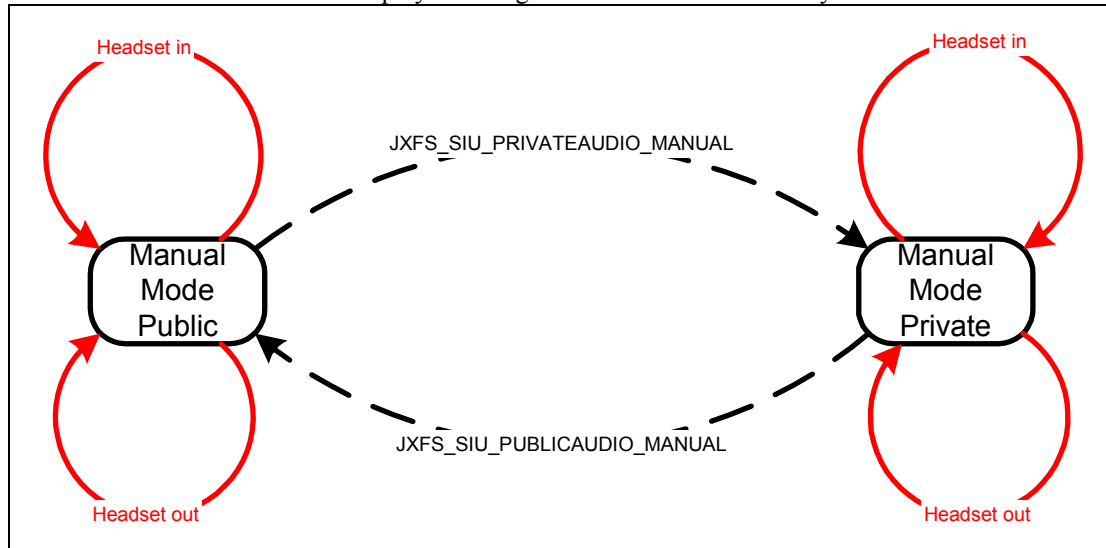 Headset in
Headset in
JXFS_SIU_PRIVATEAUDIO_MANUAL
Manual
Mode
Public
Manual
Mode
Private
JXFS_SIU_PUBLICAUDIO_MANUAL
Headset out
Headset out